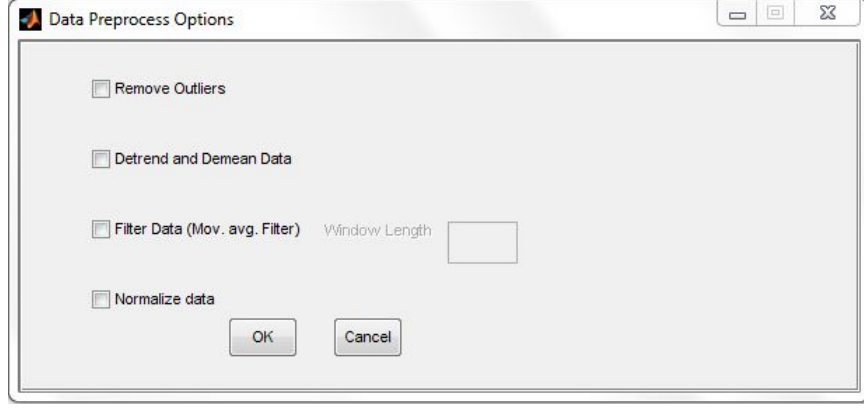 Data Preprocess Options
Remove Outliers
Detrend and Demean Data
Filter Data (Mov. avg. Filter) Window Length
Normalize data
OK Cancel